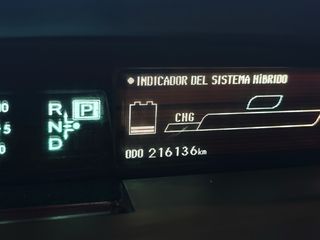 INDICADOR DEL SISTEMA HÍBRIDO
R P
N
D
CHG
ODO 216136km